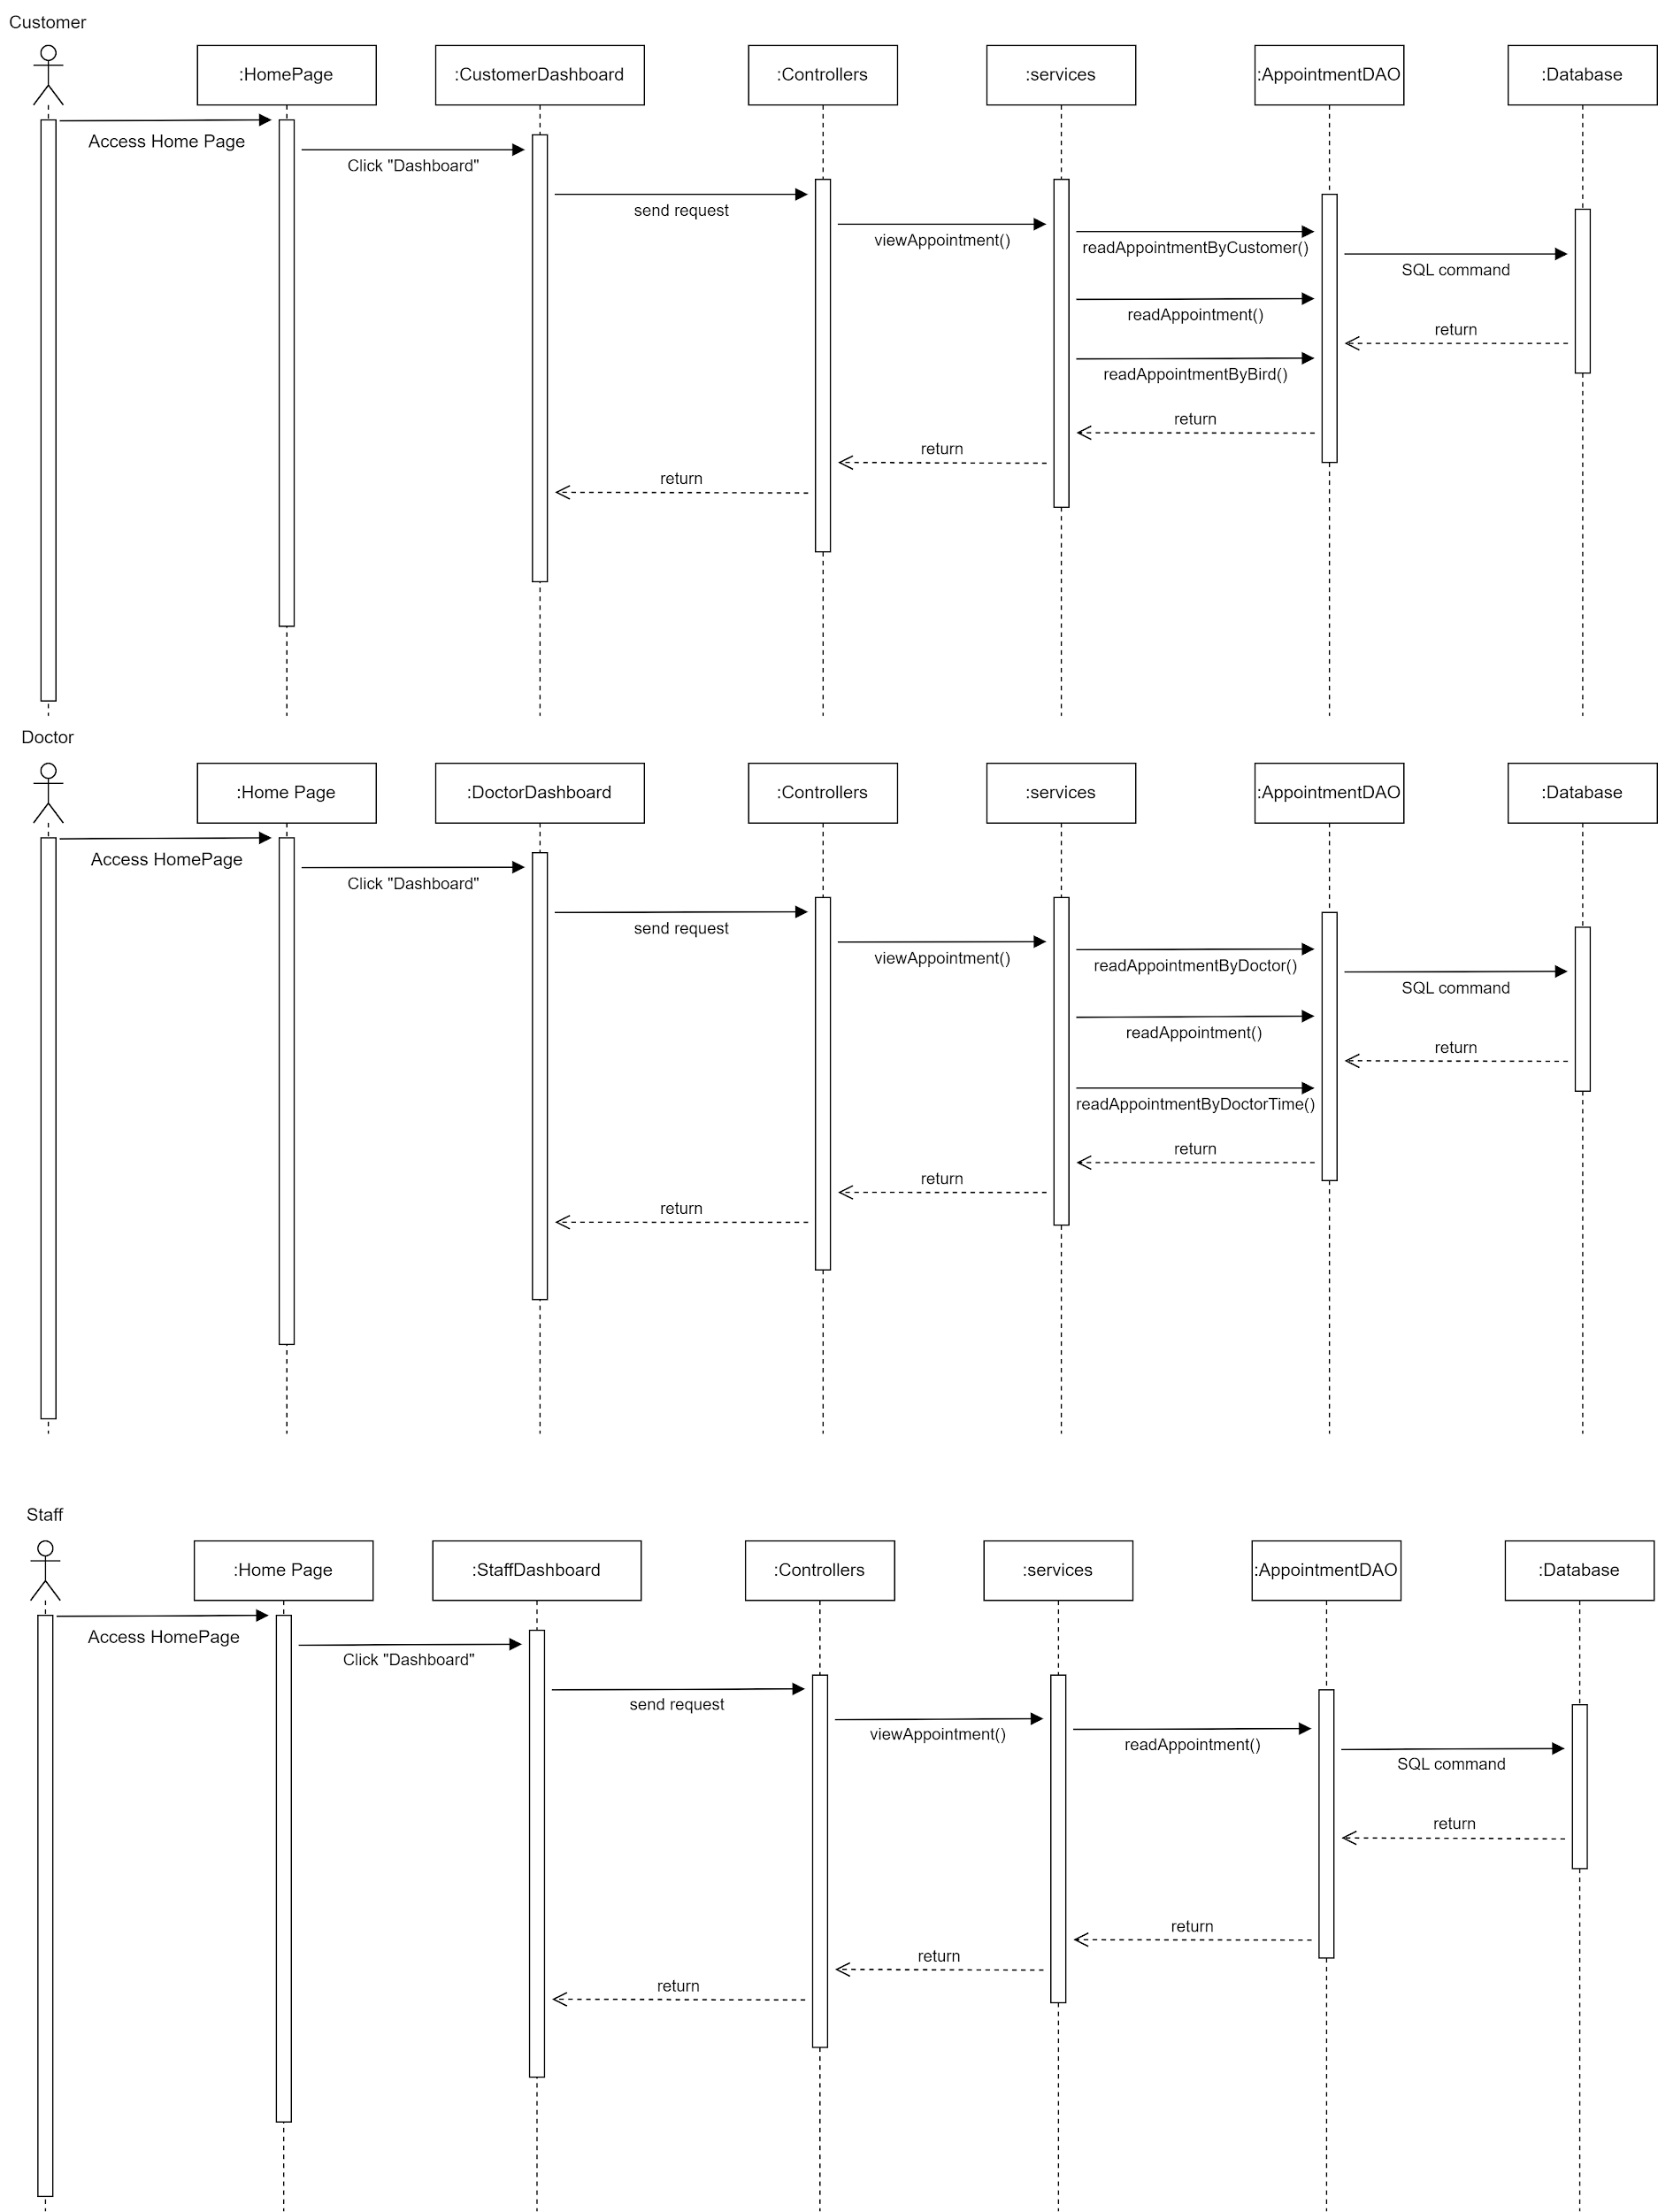 Customer
:HomePage
:CustomerDashboard
:Controllers
:services
:AppointmentDAO
:Database
Access Home Page
Click "Dashboard"
send request
viewAppointment()
readAppointmentByCustomer()
SQL command
readAppointment()
return
readAppointmentByBird()
return
return
return
Doctor
:Home Page
:DoctorDashboard
:Controllers
:services
:AppointmentDAO
:Database
Access HomePage
Click "Dashboard"
send request
viewAppointment()
readAppointmentByDoctor()
SQL command
readAppointment()
return
readAppointmentByDoctorTime()
return
return
return
Staff
:Home Page
:StaffDashboard
:Controllers
:services
:AppointmentDAO
:Database
Access HomePage
Click "Dashboard"
send request
viewAppointment()
readAppointment()
SQL command
return
return
return
return